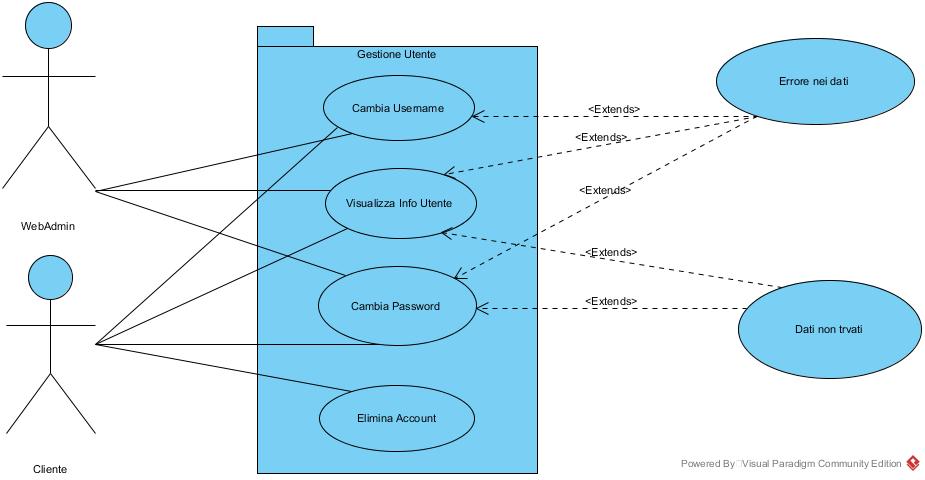 Gestione Utente
Cambia Username
<Extends>
Errore nei dati
<Extends>
Visualizza Info Utente
<Extends>
WebAdmin
<Extends>
Cambia Password
<Extends>
Dati non trvati
Elimina Account
Cliente
Powered By Visual Paradigm Community Edition